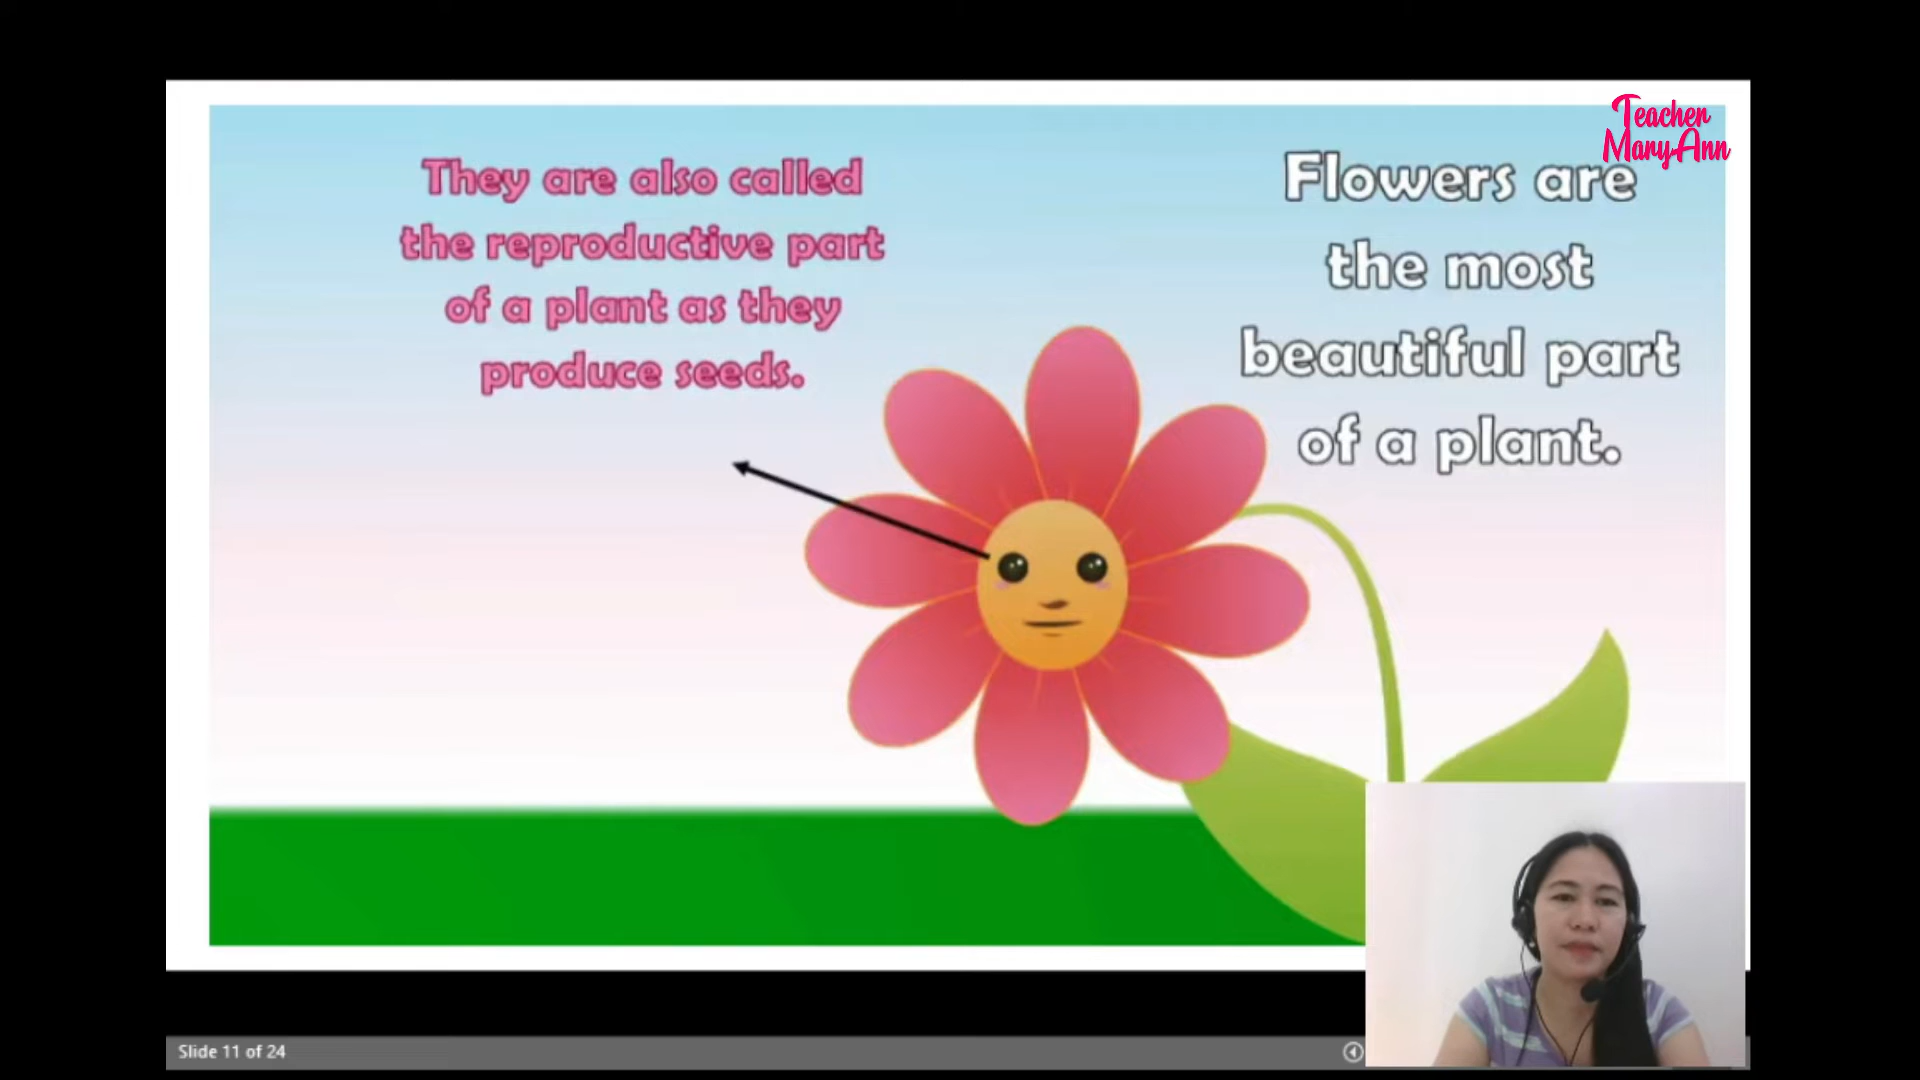 Teacher
MaryAnn
They are also called
the reproductive part
of a plant as they
produce seeds.
Flowers are
the most
beautiful part
of a plant.
Slide 11 of 24